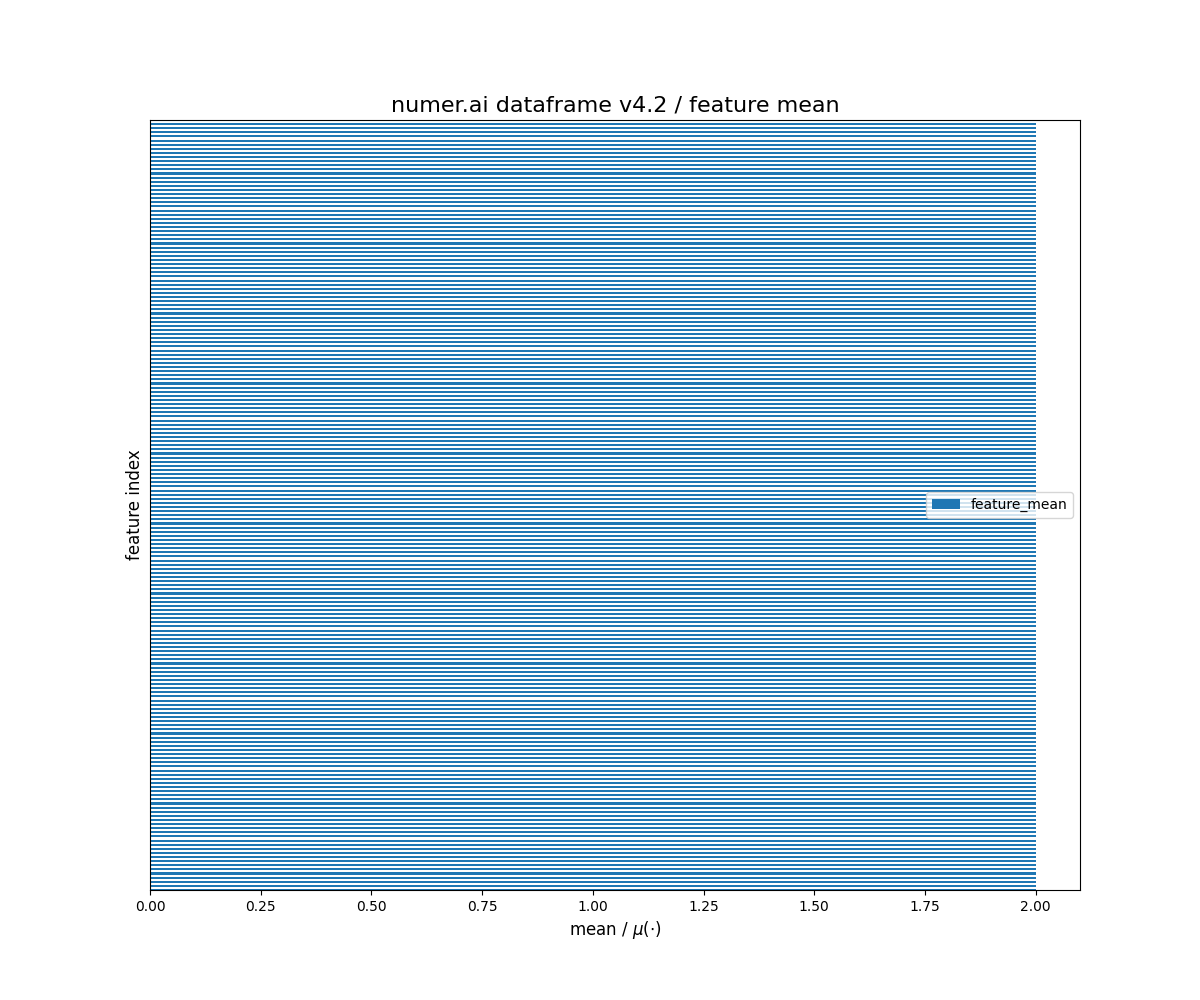 numer.ai dataframe v4.2 / feature mean
feature index
feature_mean
0.00 0.25 0.50 0.75 1.00 1.25 1.50 1.75 2.00
mean / μ(·)